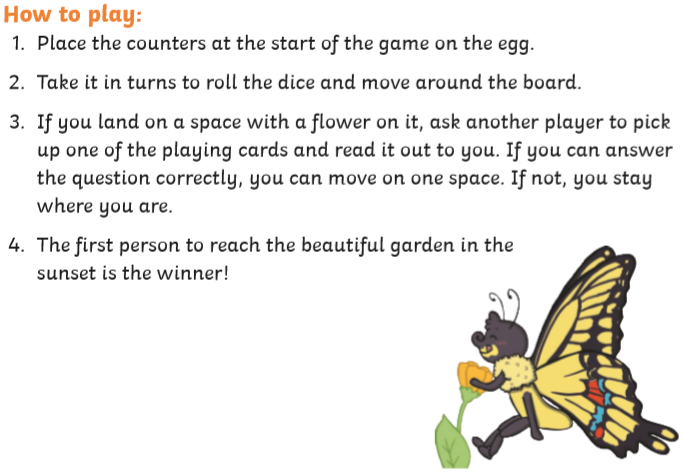 How to play:
1. Place the counters at the start of the game on the egg.
2. Take it in turns to roll the dice and move around the board.
3. If you land on a space with a flower on it, ask another player to pick
up one of the playing cards and read it out to you. If you can answer
the question correctly, you can move on one space. If not, you stay
where you are.
4. The first person to reach the beautiful garden in the
sunset is the winner!